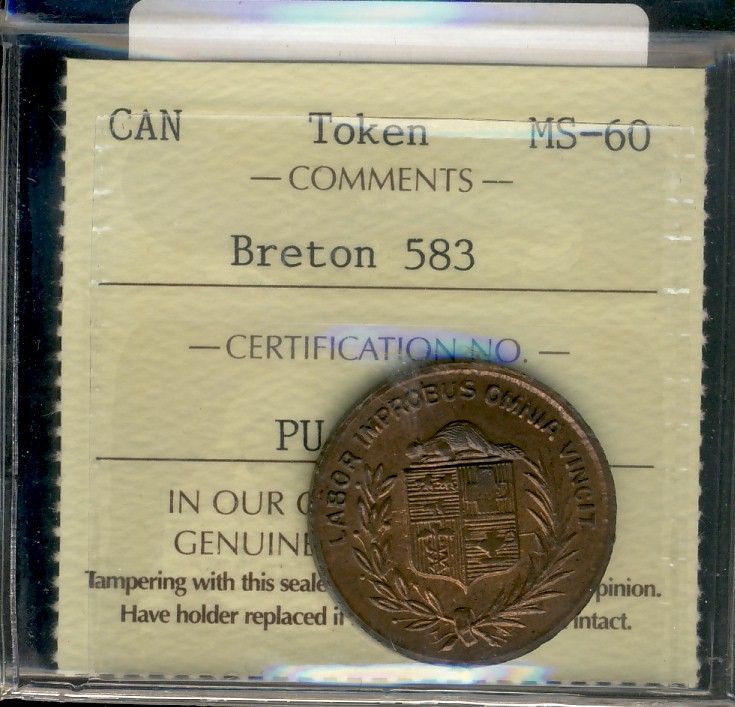 CAN Token MS-60
— COMMENTS —
Breton 583
— CERTIFICATION NO. —
PU
LABOR IMPROBUS OMNIA VINCIT
IN OUR
GENUINE
Tampering with this seale pinion.
Have holder replaced i intact.